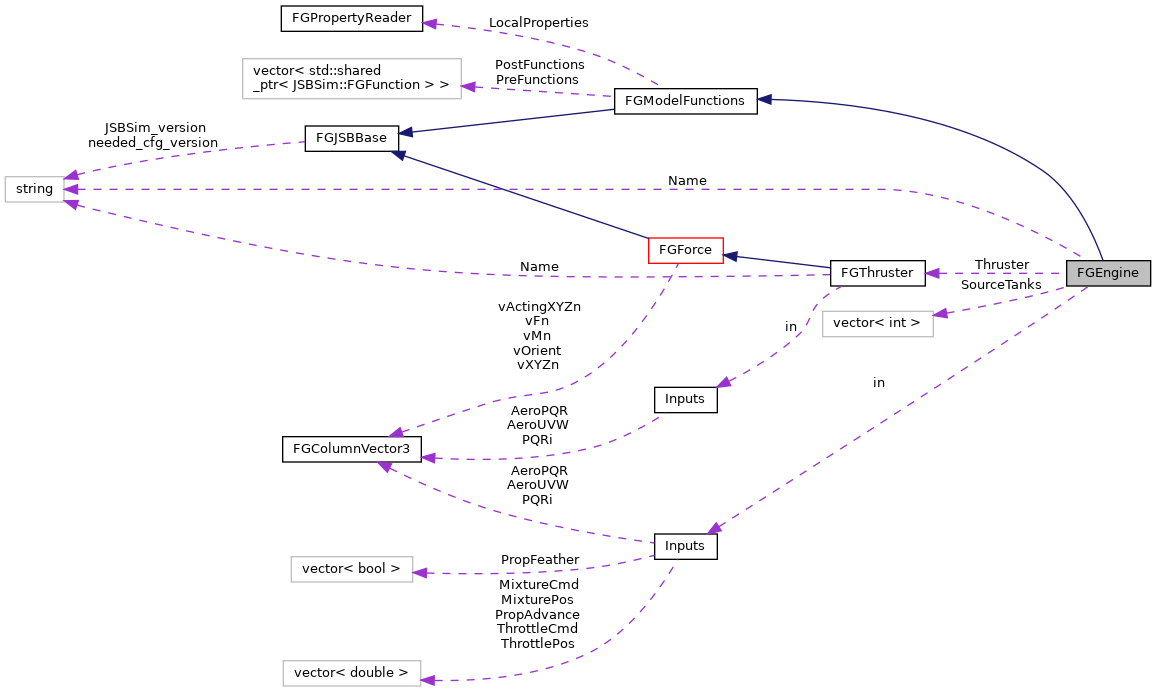 FGPropertyReader
LocalProperties
vector< std::shared
_ptr< JSBSim::FGFunction > >
PostFunctions
PreFunctions
FGModelFunctions
JSBSim_version
needed_cfg_version
FGJSBBase
string
Name
FGForce
Name
FGThruster
Thruster
SourceTanks
FGEngine
vActingXYZn
vFn
vMn
vOrient
vXYZn
in
vector< int >
in
Inputs
AeroPQR
AeroUVW
PQRi
FGColumnVector3
AeroPQR
AeroUVW
PQRi
Inputs
vector< bool >
PropFeather
MixtureCmd
MixturePos
PropAdvance
ThrottleCmd
ThrottlePos
vector< double >